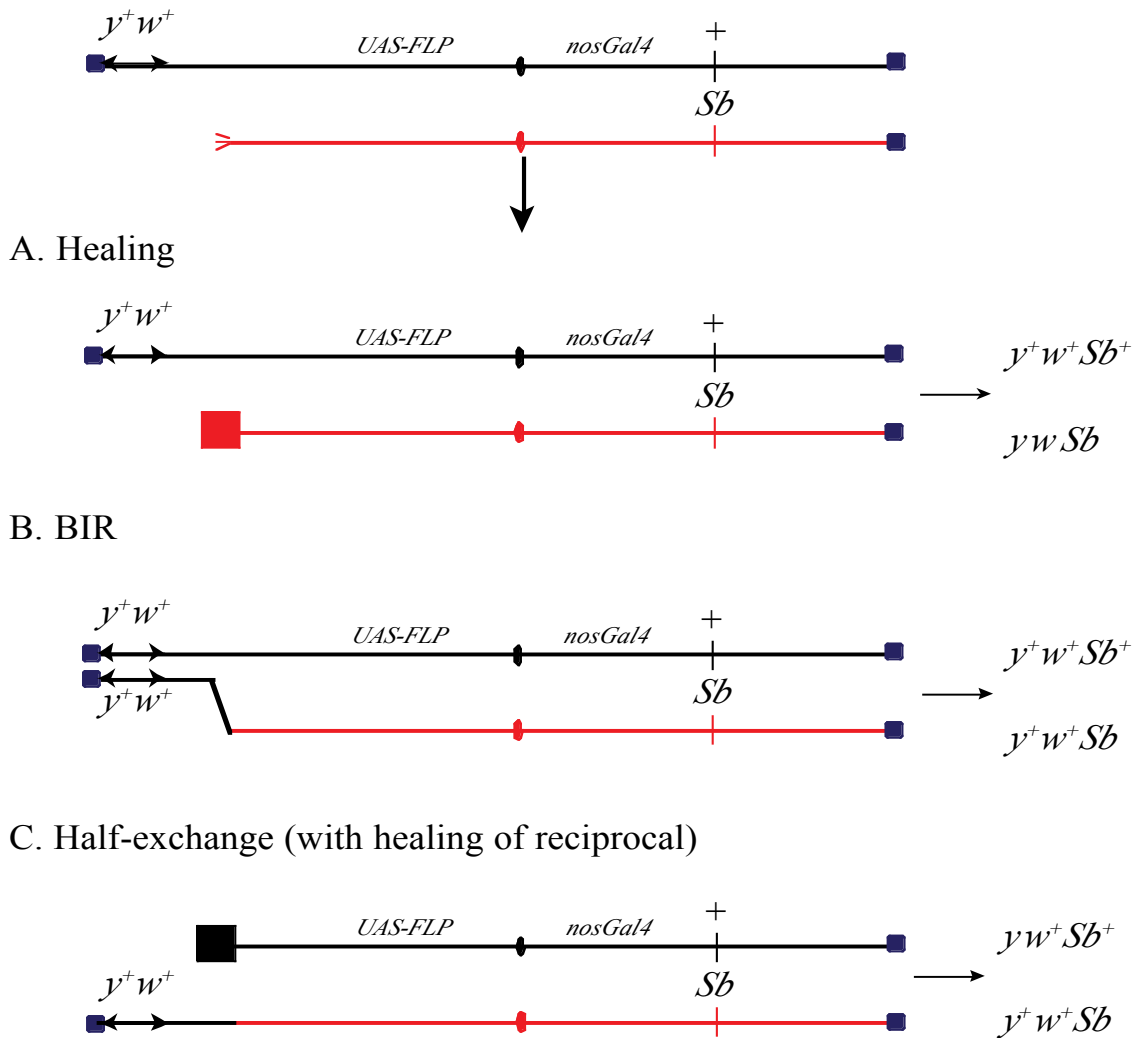 y⁺w⁺
UAS-FLP nosGal4 +
Sb
A. Healing
y⁺w⁺
UAS-FLP nosGal4 + y⁺w⁺Sb⁺
Sb
y w Sb
B. BIR
y⁺w⁺
UAS-FLP nosGal4 + y⁺w⁺Sb⁺
y⁺w⁺ Sb
y⁺w⁺Sb
C. Half-exchange (with healing of reciprocal)
UAS-FLP nosGal4 + y w⁺Sb⁺
y⁺w⁺ Sb
y⁺w⁺Sb